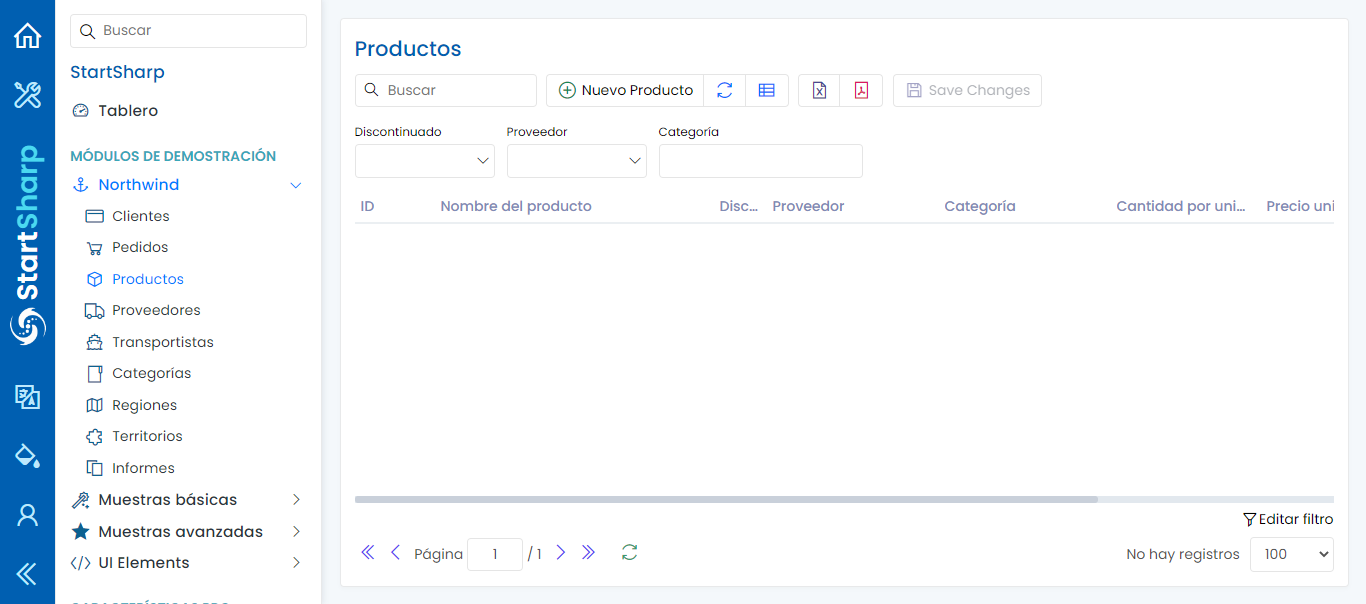 StartSharp
Buscar
StartSharp
Tablero
MÓDULOS DE DEMOSTRACIÓN
Northwind
Clientes
Pedidos
Productos
Proveedores
Transportistas
Categorías
Regiones
Territorios
Informes
Muestras básicas
Muestras avanzadas
UI Elements
Productos
Buscar
Nuevo Producto
Save Changes
Discontinuado Proveedor Categoría
ID Nombre del producto Disc... Proveedor Categoría Cantidad por uni... Precio uni
Editar filtro
Página 1 / 1
No hay registros 100